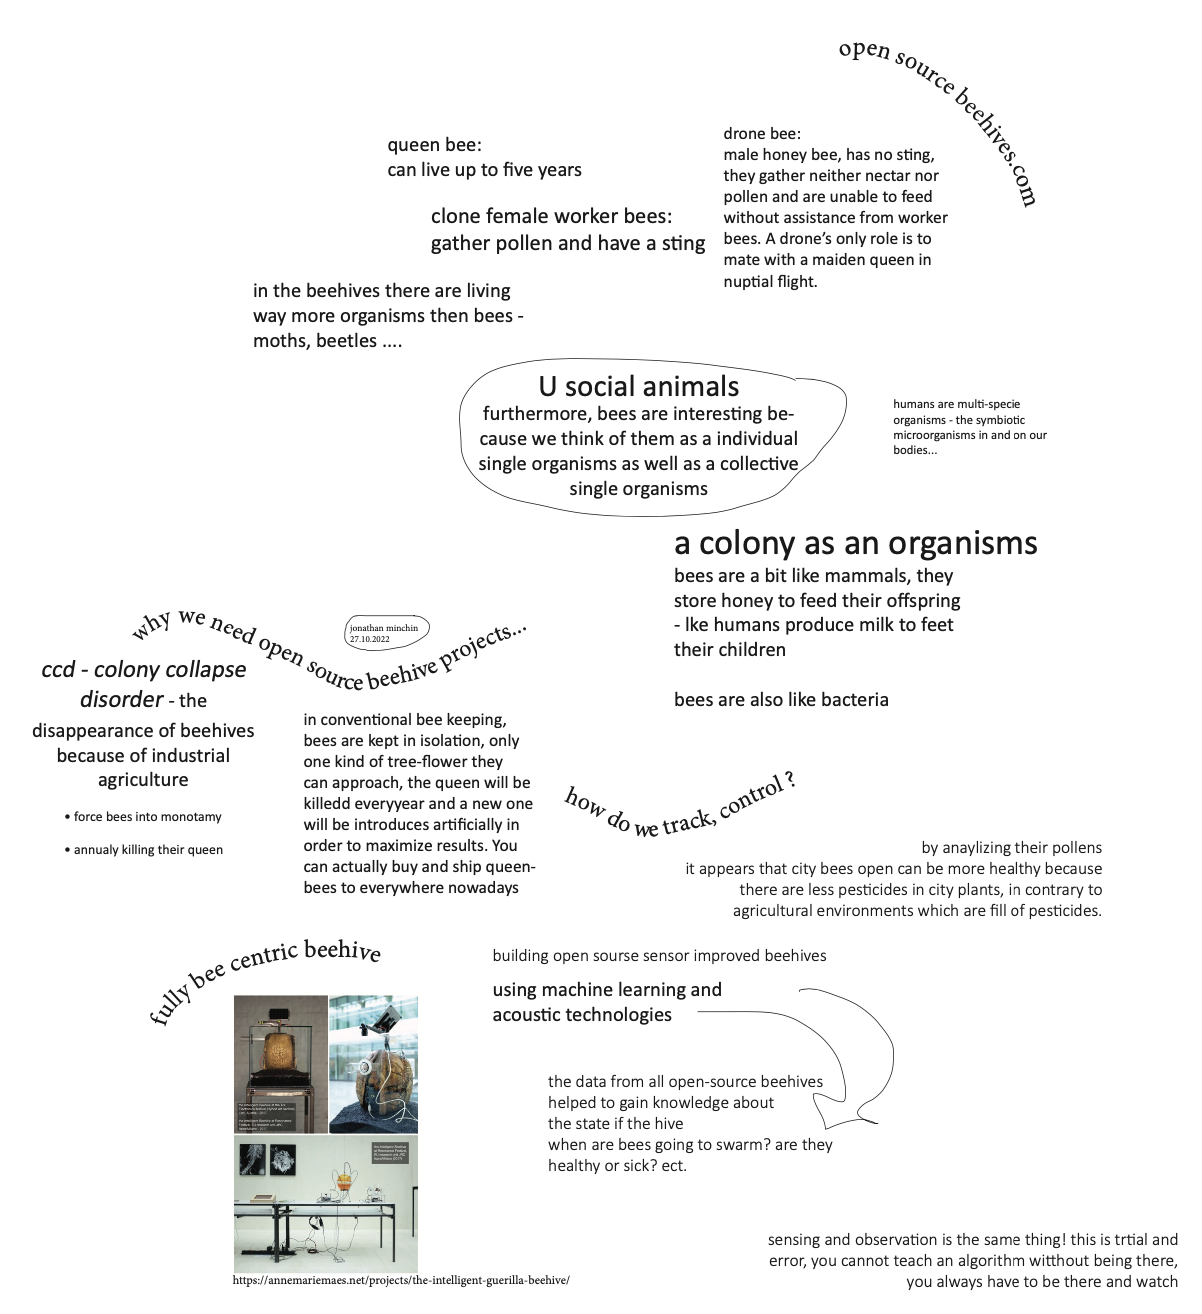 open source beehives.com
queen bee:
can live up to five years
drone bee:
male honey bee, has no sting,
they gather neither nectar nor
pollen and are unable to feed
without assistance from worker
bees. A drone's only role is to
mate with a maiden queen in
nuptial flight.
clone female worker bees:
gather pollen and have a sting
in the beehives there are living
way more organisms then bees -
moths, beetles ....
U social animals
furthermore, bees are interesting be-
cause we think of them as a individual
single organisms as well as a collective
single organisms
humans are multi-specie
organisms - the symbiotic
microorganisms in and on our
bodies...
a colony as an organisms
bees are a bit like mammals, they
store honey to feed their offspring
- lke humans produce milk to feet
their children
bees are also like bacteria
why we need open source beehive projects...
jonathan minchin
27.10.2022
ccd - colony collapse
disorder - the
disappearance of beehives
because of industrial
agriculture
• force bees into monotamy
• annualy killing their queen
in conventional bee keeping,
bees are kept in isolation, only
one kind of tree-flower they
can approach, the queen will be
killedd everyyear and a new one
will be introduces artificially in
order to maximize results. You
can actually buy and ship queen-
bees to everywhere nowadays
how do we track, control ?
by anaylizing their pollens
it appears that city bees open can be more healthy because
there are less pesticides in city plants, in contrary to
agricultural environments which are fill of pesticides.
fully bee centric beehive
building open sourse sensor improved beehives
using machine learning and
acoustic technologies
the data from all open-source beehives
helped to gain knowledge about
the state if the hive
when are bees going to swarm? are they
healthy or sick? ect.
https://annemariemaes.net/projects/the-intelligent-guerilla-beehive/
sensing and observation is the same thing! this is trtial and
error, you cannot teach an algorithm witthout being there,
you always have to be there and watch